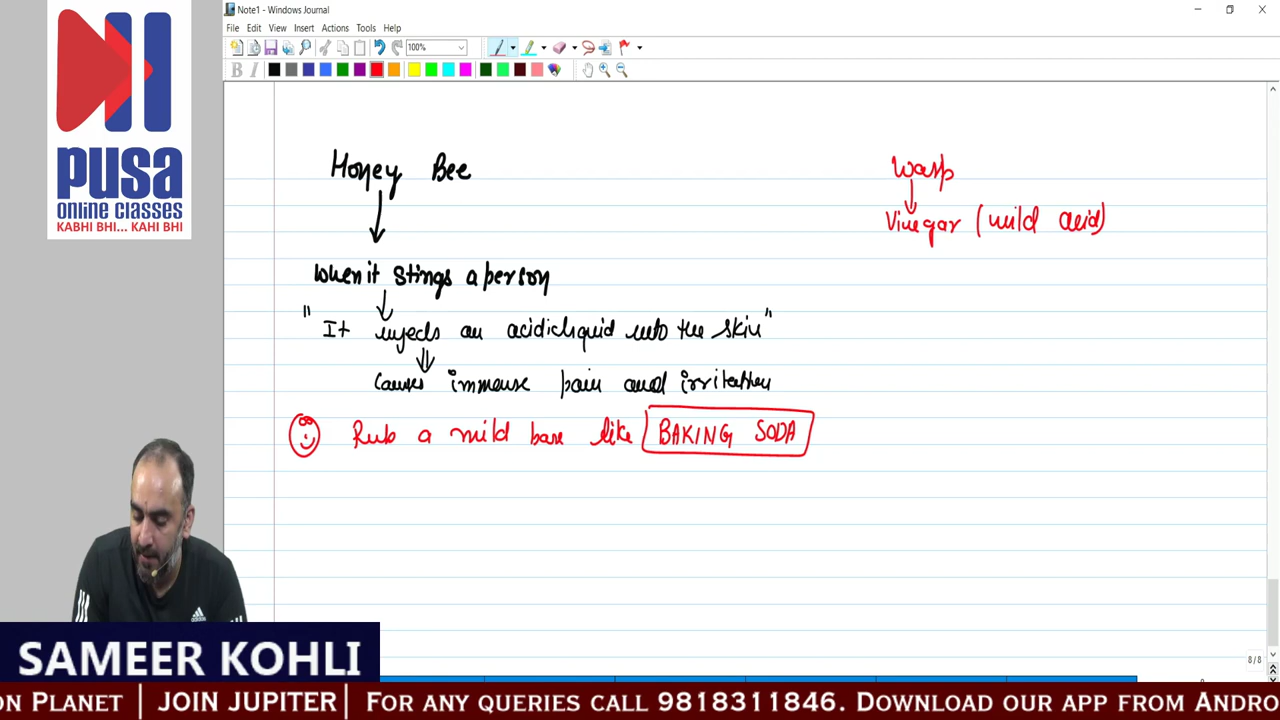 Note1 - Windows Journal
File Edit View Insert Actions Tools Help
100%
B I
PUSA
ONLINE CLASSES
KABHI BHI... KAHI BHI
Honey Bee
Wasp
Vinegar (mild acid)
When it stings a person
"It injects an acidic liquid into the skin"
Causes immense pain and irritation
Rub a mild base like BAKING SODA
8/8
SAMEER KOHLI
on Planet | JOIN JUPITER | FOR ANY QUERIES CALL 9818311846. DOWNLOAD OUR APP FROM ANDRO